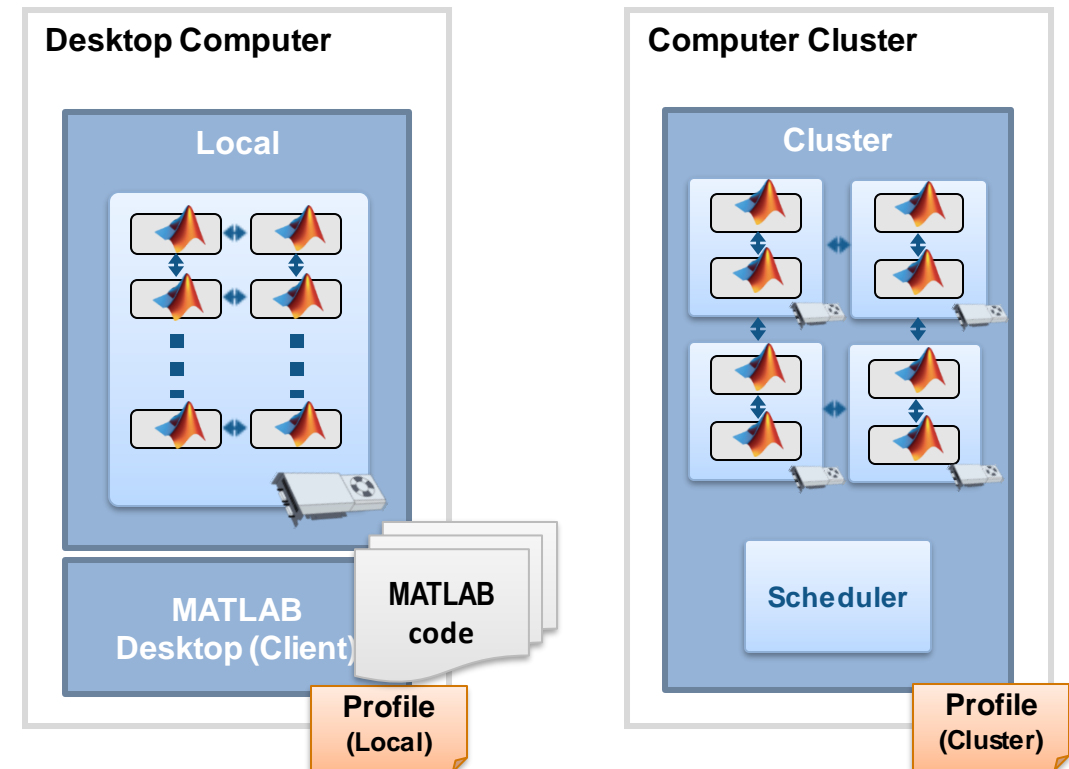 Desktop Computer
Local
MATLAB
Desktop (Client)
MATLAB
code
Profile
(Local)
Computer Cluster
Cluster
Scheduler
Profile
(Cluster)